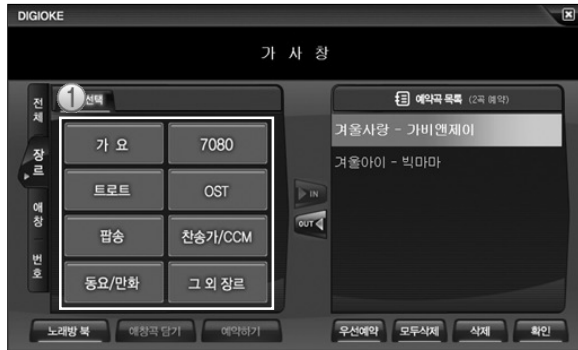 DIGIOKE
가 사 창
전체
장르
애창
번호
① 선택
가 요
7080
트로트
OST
팝송
찬송가/CCM
동요/만화
그 외 장르
IN
OUT
예약곡 목록 (2곡 예약)
겨울사랑 - 가비앤제이
겨울아이 - 빅마마
노래방 북
애창곡 담기
예약하기
우선예약
모두삭제
삭제
확인